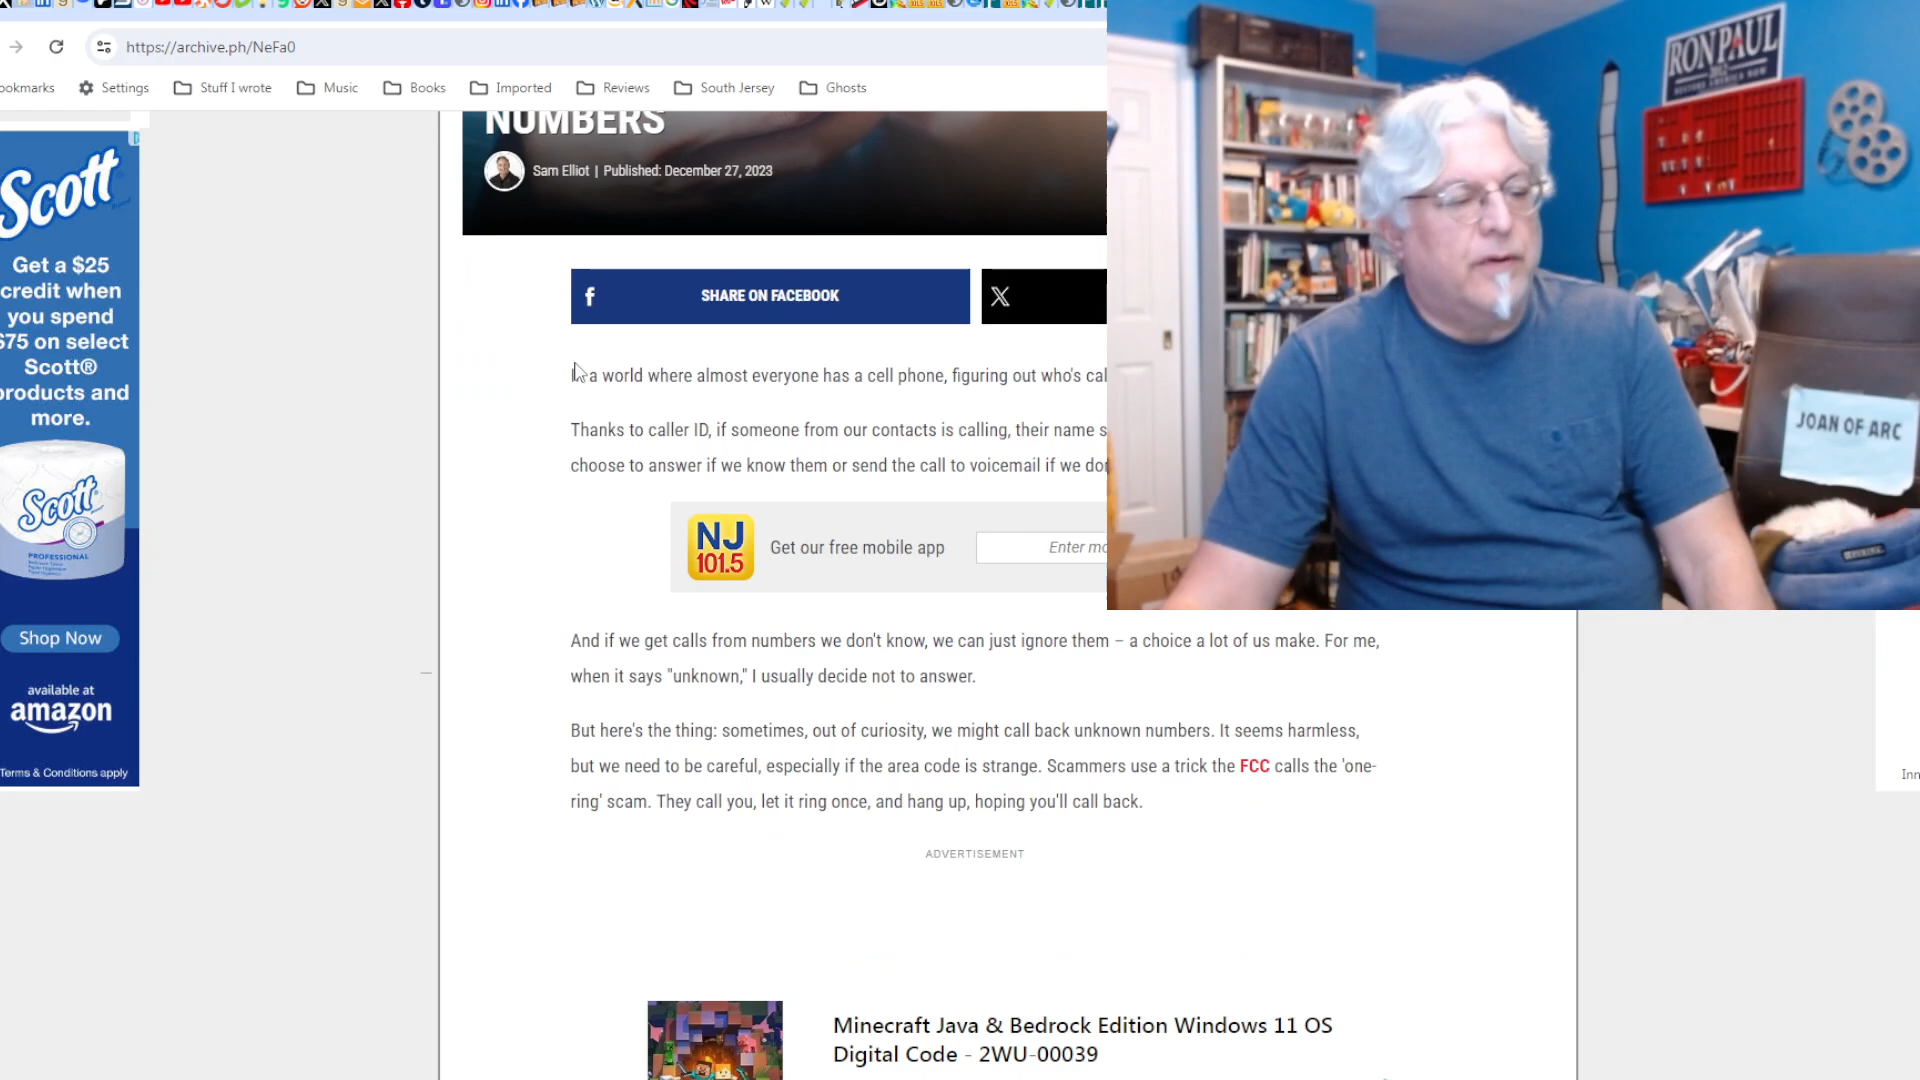 https://archive.ph/NeFa0
ookmarks Settings Stuff I wrote Music Books Imported Reviews South Jersey Ghosts
NUMBERS
Sam Elliot | Published: December 27, 2023
SHARE ON FACEBOOK
a world where almost everyone has a cell phone, figuring out who's cal
Thanks to caller ID, if someone from our contacts is calling, their name s
choose to answer if we know them or send the call to voicemail if we do
NJ
101.5
Get our free mobile app
Enter mo
And if we get calls from numbers we don't know, we can just ignore them – a choice a lot of us make. For me,
when it says "unknown," I usually decide not to answer.
But here's the thing: sometimes, out of curiosity, we might call back unknown numbers. It seems harmless,
but we need to be careful, especially if the area code is strange. Scammers use a trick the FCC calls the 'one-
ring' scam. They call you, let it ring once, and hang up, hoping you'll call back.
ADVERTISEMENT
Minecraft Java & Bedrock Edition Windows 11 OS
Digital Code - 2WU-00039
Scott
Get a $25
credit when
you spend
$75 on select
Scott®
products and
more.
Scott
PROFESSIONAL
Shop Now
available at
amazon
Terms & Conditions apply
RON PAUL
2012
RESTORE AMERICA NOW
JOAN OF ARC
Inn